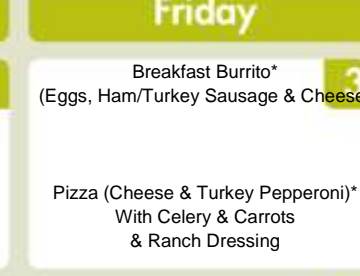 Friday
Breakfast Burrito*
3
(Eggs, Ham/Turkey Sausage & Cheese
Pizza (Cheese & Turkey Pepperoni)*
With Celery & Carrots
& Ranch Dressing